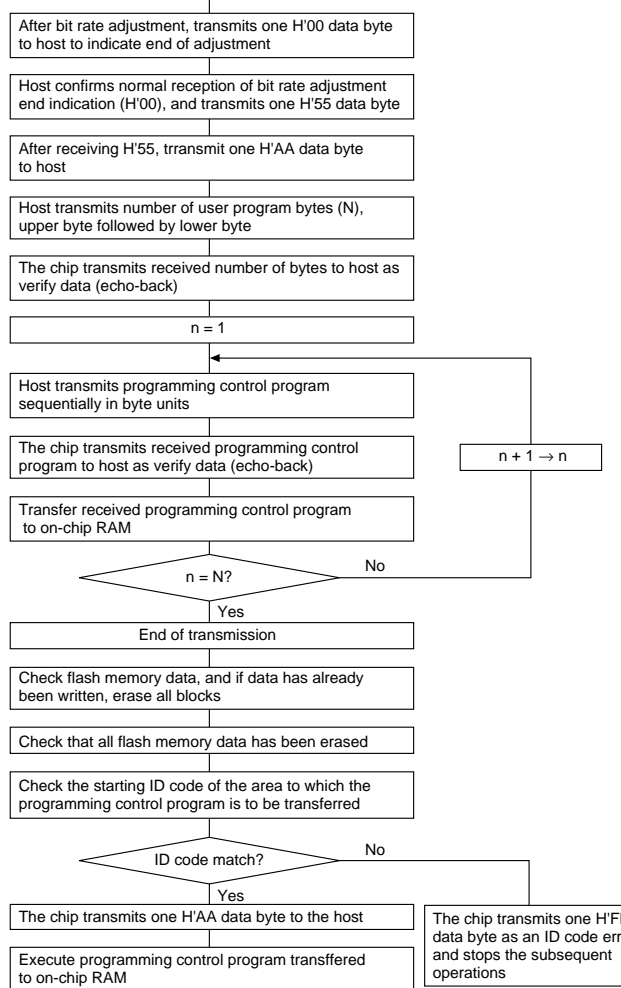 After bit rate adjustment, transmits one H'00 data byte
to host to indicate end of adjustment
Host confirms normal reception of bit rate adjustment
end indication (H'00), and transmits one H'55 data byte
After receiving H'55, trransmit one H'AA data byte
to host
Host transmits number of user program bytes (N),
upper byte followed by lower byte
The chip transmits received number of bytes to host as
verify data (echo-back)
n = 1
Host transmits programming control program
sequentially in byte units
The chip transmits received programming control
program to host as verify data (echo-back)
n + 1 → n
Transfer received programming control program
to on-chip RAM
n = N?
No
Yes
End of transmission
Check flash memory data, and if data has already
been written, erase all blocks
Check that all flash memory data has been erased
Check the starting ID code of the area to which the
programming control program is to be transferred
ID code match?
No
Yes
The chip transmits one H'AA data byte to the host
Execute programming control program transffered
to on-chip RAM
The chip transmits one
data byte as an ID code
and stops the subsequent
operations